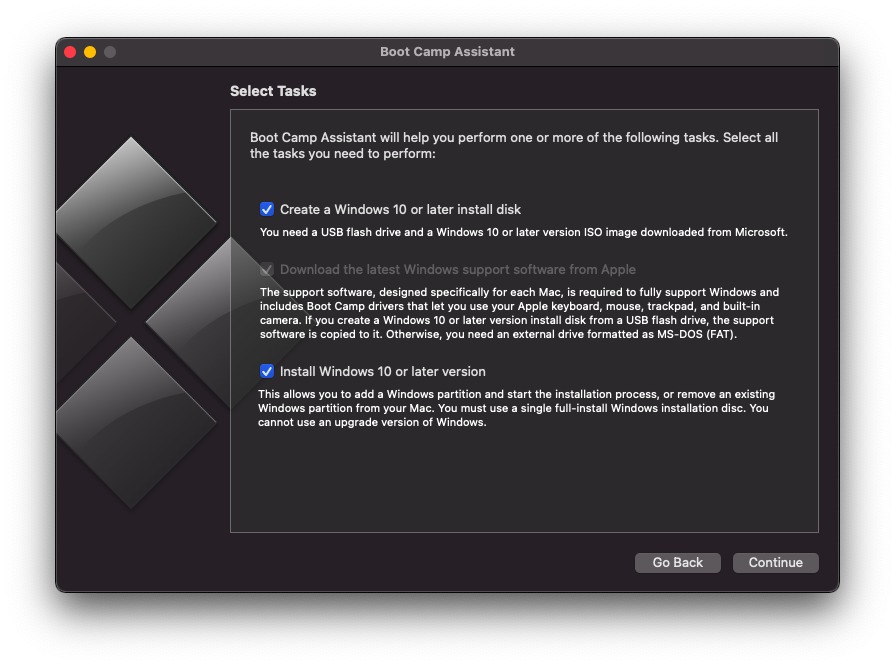 Boot Camp Assistant
Select Tasks
Boot Camp Assistant will help you perform one or more of the following tasks. Select all
the tasks you need to perform:
Create a Windows 10 or later install disk
You need a USB flash drive and a Windows 10 or later version ISO image downloaded from Microsoft.
Download the latest Windows support software from Apple
The support software, designed specifically for each Mac, is required to fully support Windows and
includes Boot Camp drivers that let you use your Apple keyboard, mouse, trackpad, and built-in
camera. If you create a Windows 10 or later version install disk from a USB flash drive, the support
software is copied to it. Otherwise, you need an external drive formatted as MS-DOS (FAT).
Install Windows 10 or later version
This allows you to add a Windows partition and start the installation process, or remove an existing
Windows partition from your Mac. You must use a single full-install Windows installation disc. You
cannot use an upgrade version of Windows.
Go Back
Continue